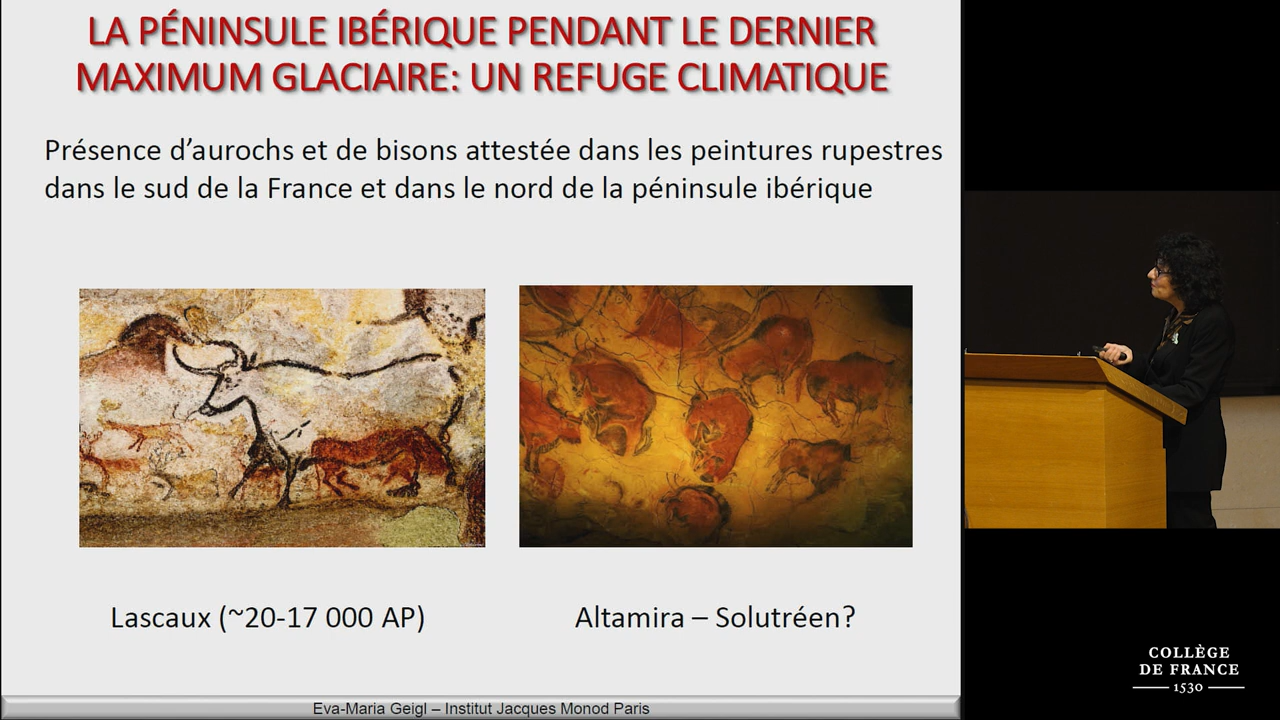 LA PÉNINSULE IBÉRIQUE PENDANT LE DERNIER
MAXIMUM GLACIAIRE: UN REFUGE CLIMATIQUE
Présence d’aurochs et de bisons attestée dans les peintures rupestres
dans le sud de la France et dans le nord de la péninsule ibérique
Lascaux (~20-17 000 AP)
Altamira – Solutréen?
Eva-Maria Geigl – Institut Jacques Monod Paris
COLLÈGE
DE FRANCE
1530